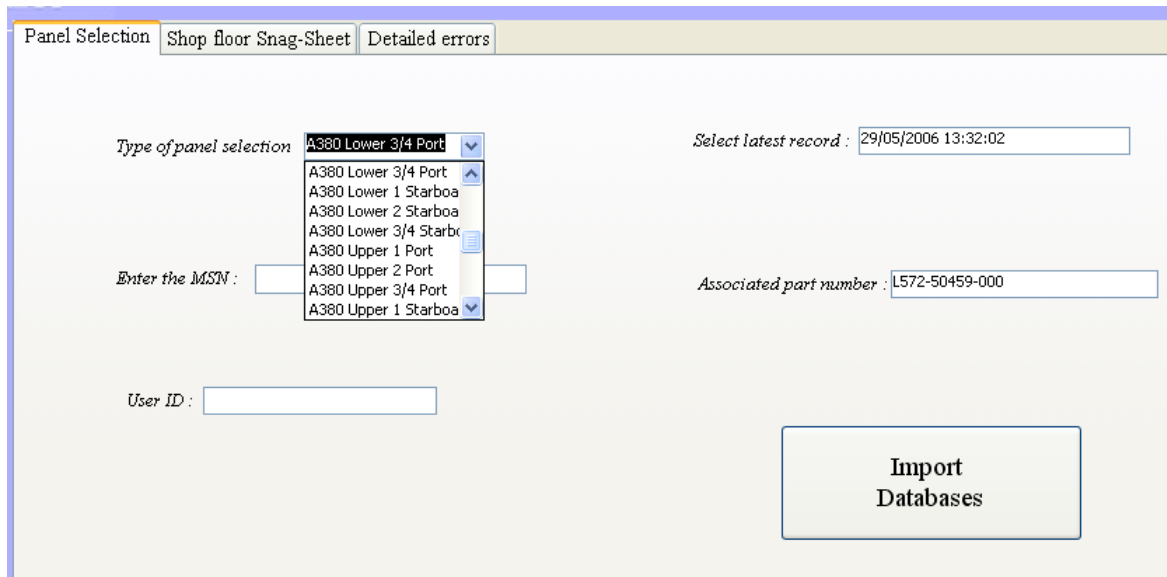 Panel Selection Shop floor Snag-Sheet Detailed errors
Type of panel selection A380 Lower 3/4 Port
Select latest record : 29/05/2006 13:32:02
A380 Lower 3/4 Port
A380 Lower 1 Starboa
A380 Lower 2 Starboa
A380 Lower 3/4 Starbo
A380 Upper 1 Port
A380 Upper 2 Port
A380 Upper 3/4 Port
A380 Upper 1 Starboa
Enter the MSN :
Associated part number : L572-50459-000
User ID :
Import
Databases